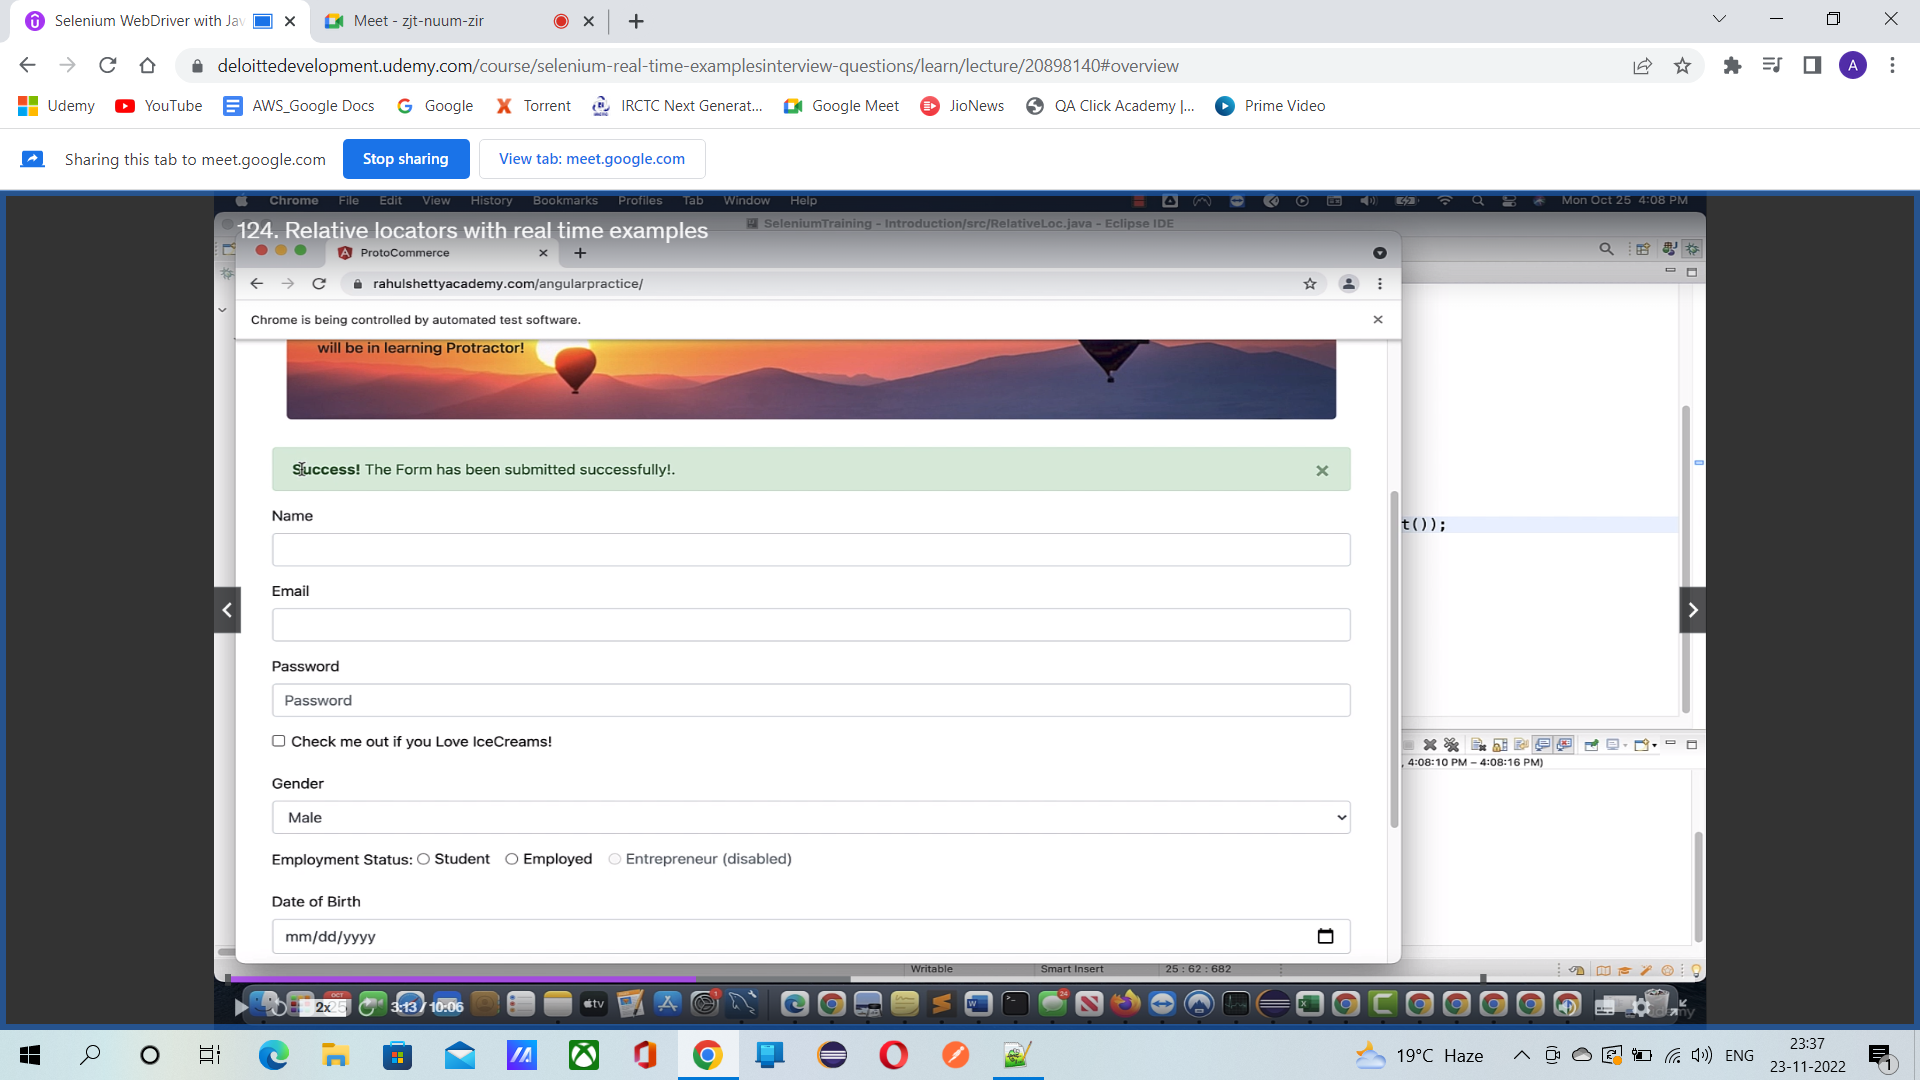 Selenium WebDriver with Jav
Meet - zjt-nuum-zir
deloittedevelopment.udemy.com/course/selenium-real-time-examplesinterview-questions/learn/lecture/20898140#overview
A
Udemy YouTube AWS_Google Docs Google Torrent IRCTC Next Generat... Google Meet JioNews QA Click Academy |... Prime Video
Sharing this tab to meet.google.com Stop sharing View tab: meet.google.com
Chrome File Edit View History Bookmarks Profiles Tab Window Help Mon Oct 25 4:08 PM
SeleniumTraining - Introduction/src/RelativeLoc.java - Eclipse IDE
124. Relative locators with real time examples
ProtoCommerce
rahulshettyacademy.com/angularpractice/
Chrome is being controlled by automated test software.
will be in learning Protractor!
Success! The Form has been submitted successfully!.
Name
t());
Email
Password
Password
Check me out if you Love IceCreams!
, 4:08:10 PM – 4:08:16 PM)
Gender
Male
Employment Status: Student Employed Entrepreneur (disabled)
Date of Birth
mm/dd/yyyy
Writable Smart Insert 25 : 62 : 682
2x 3:13 / 10:06
tv
19°C Haze
ENG
23:37
23-11-2022
1